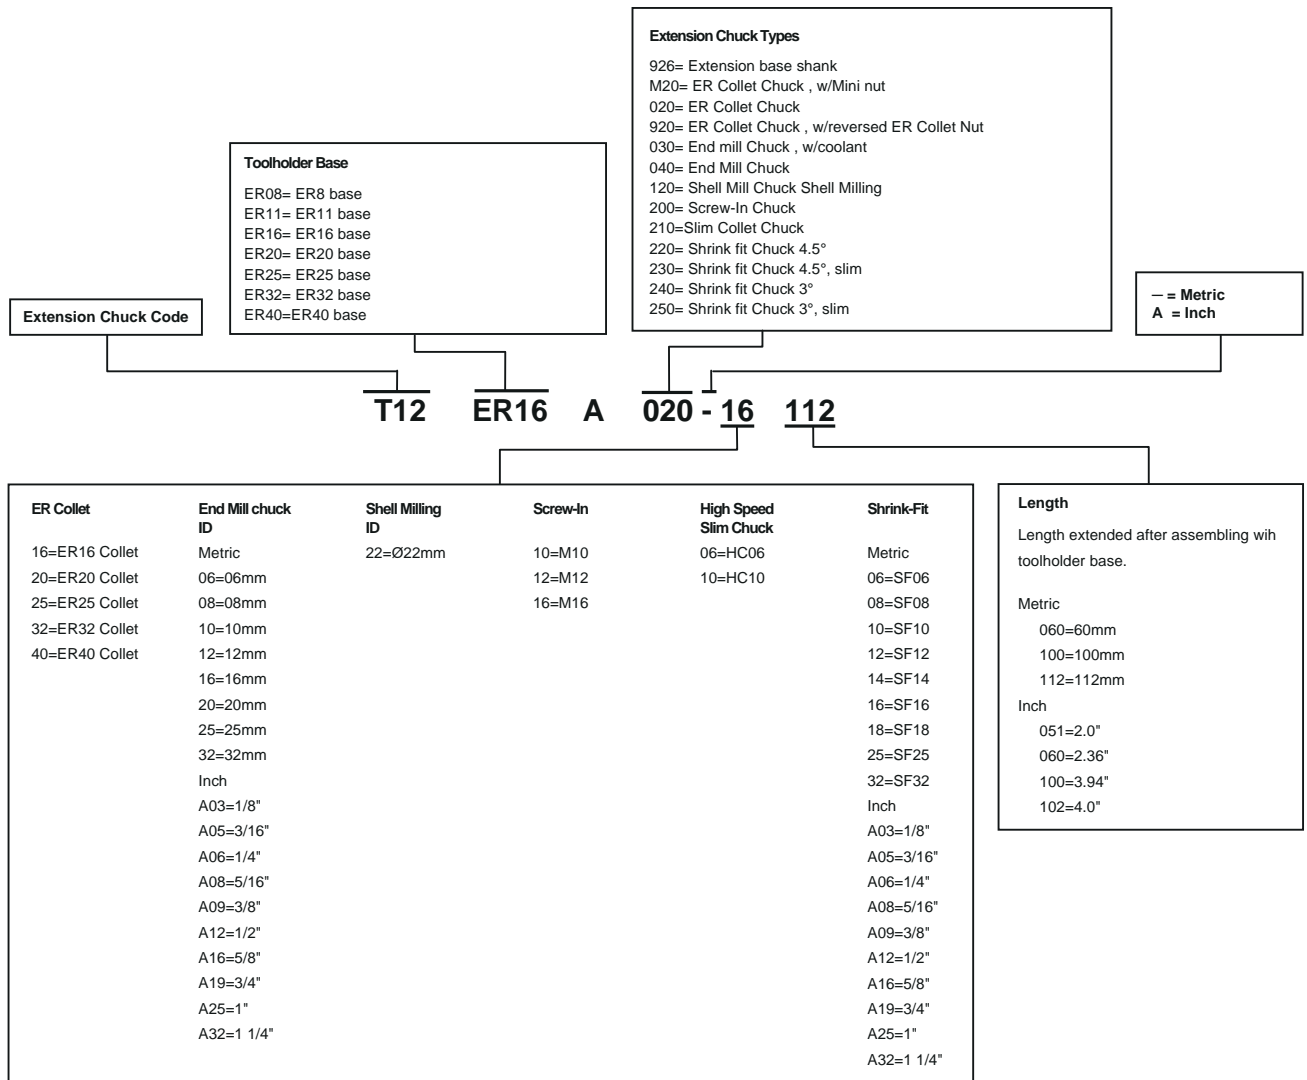 Extension Chuck Types
926= Extension base shank
M20= ER Collet Chuck , w/Mini nut
020= ER Collet Chuck
920= ER Collet Chuck , w/reversed ER Collet Nut
030= End mill Chuck , w/coolant
040= End Mill Chuck
120= Shell Mill Chuck Shell Milling
200= Screw-In Chuck
210=Slim Collet Chuck
220= Shrink fit Chuck 4.5°
230= Shrink fit Chuck 4.5°, slim
240= Shrink fit Chuck 3°
250= Shrink fit Chuck 3°, slim
Toolholder Base
ER08= ER8 base
ER11= ER11 base
ER16= ER16 base
ER20= ER20 base
ER25= ER25 base
ER32= ER32 base
ER40=ER40 base
Extension Chuck Code
– = Metric
A = Inch
T12 ER16 A 020 - 16 112
ER Collet
16=ER16 Collet
20=ER20 Collet
25=ER25 Collet
32=ER32 Collet
40=ER40 Collet
End Mill chuck
ID
Metric
06=06mm
08=08mm
10=10mm
12=12mm
16=16mm
20=20mm
25=25mm
32=32mm
Inch
A03=1/8"
A05=3/16"
A06=1/4"
A08=5/16"
A09=3/8"
A12=1/2"
A16=5/8"
A19=3/4"
A25=1"
A32=1 1/4"
Shell Milling
ID
22=Ø22mm
Screw-In
10=M10
12=M12
16=M16
High Speed
Slim Chuck
06=HC06
10=HC10
Shrink-Fit
Metric
06=SF06
08=SF08
10=SF10
12=SF12
14=SF14
16=SF16
18=SF18
25=SF25
32=SF32
Inch
A03=1/8"
A05=3/16"
A06=1/4"
A08=5/16"
A09=3/8"
A12=1/2"
A16=5/8"
A19=3/4"
A25=1"
A32=1 1/4"
Length
Length extended after assembling wih
toolholder base.
Metric
060=60mm
100=100mm
112=112mm
Inch
051=2.0"
060=2.36"
100=3.94"
102=4.0"